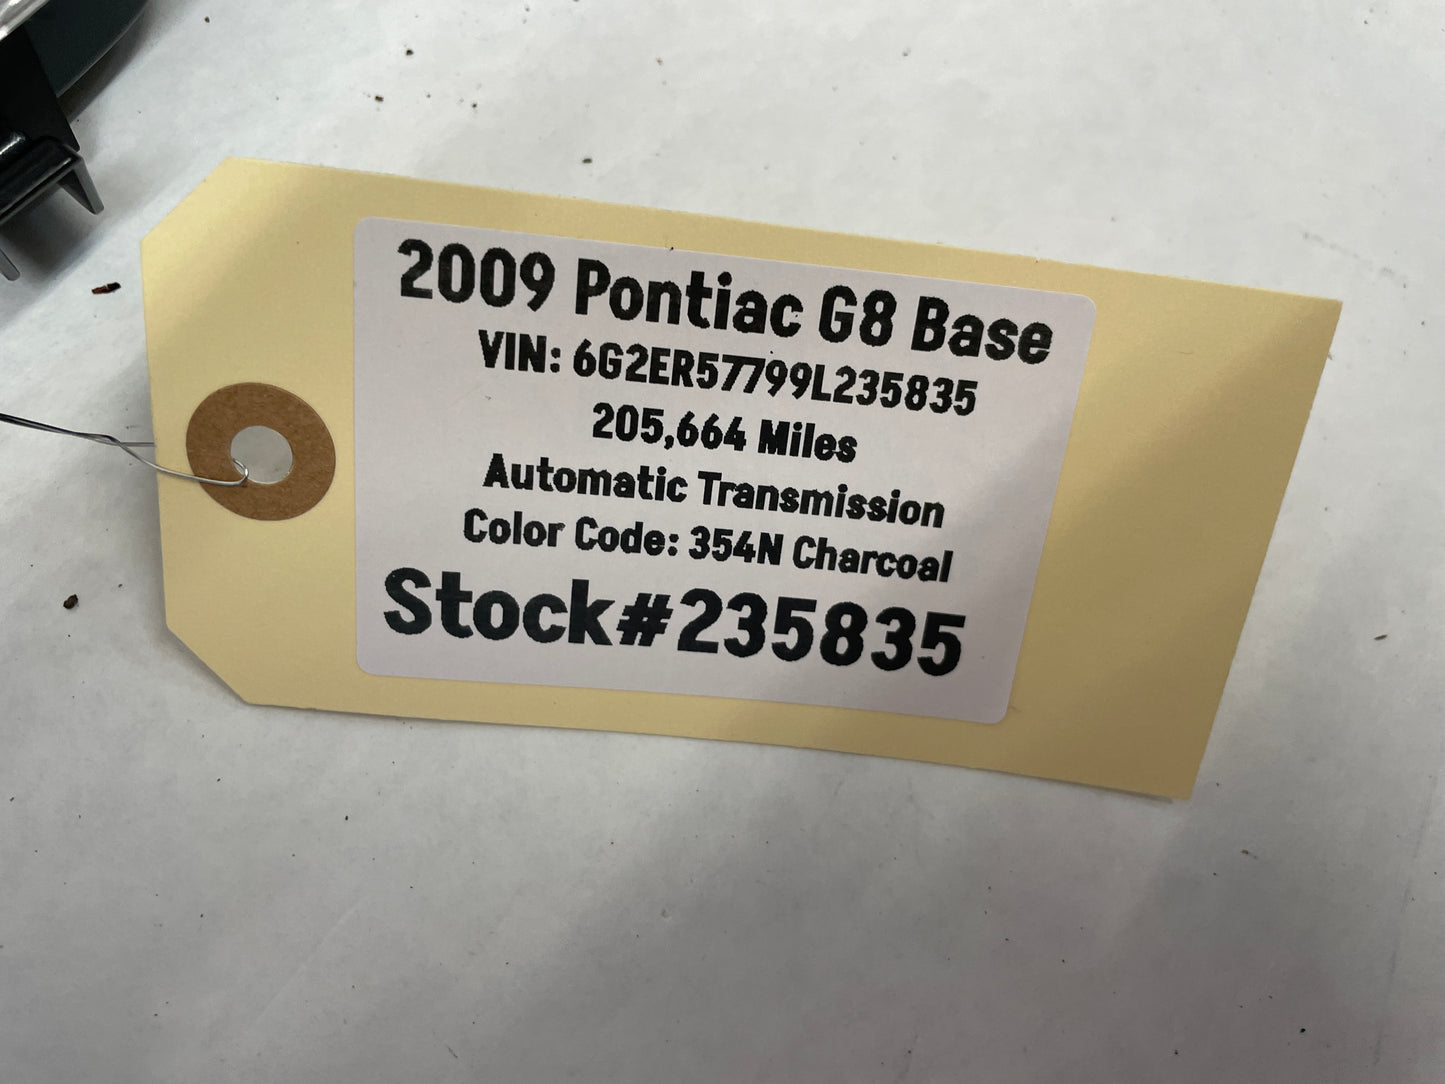 2009 Pontiac G8 Base
VIN: 6G2ER57799L235835
205,664 Miles
Automatic Transmission
Color Code: 354N Charcoal
Stock#235835